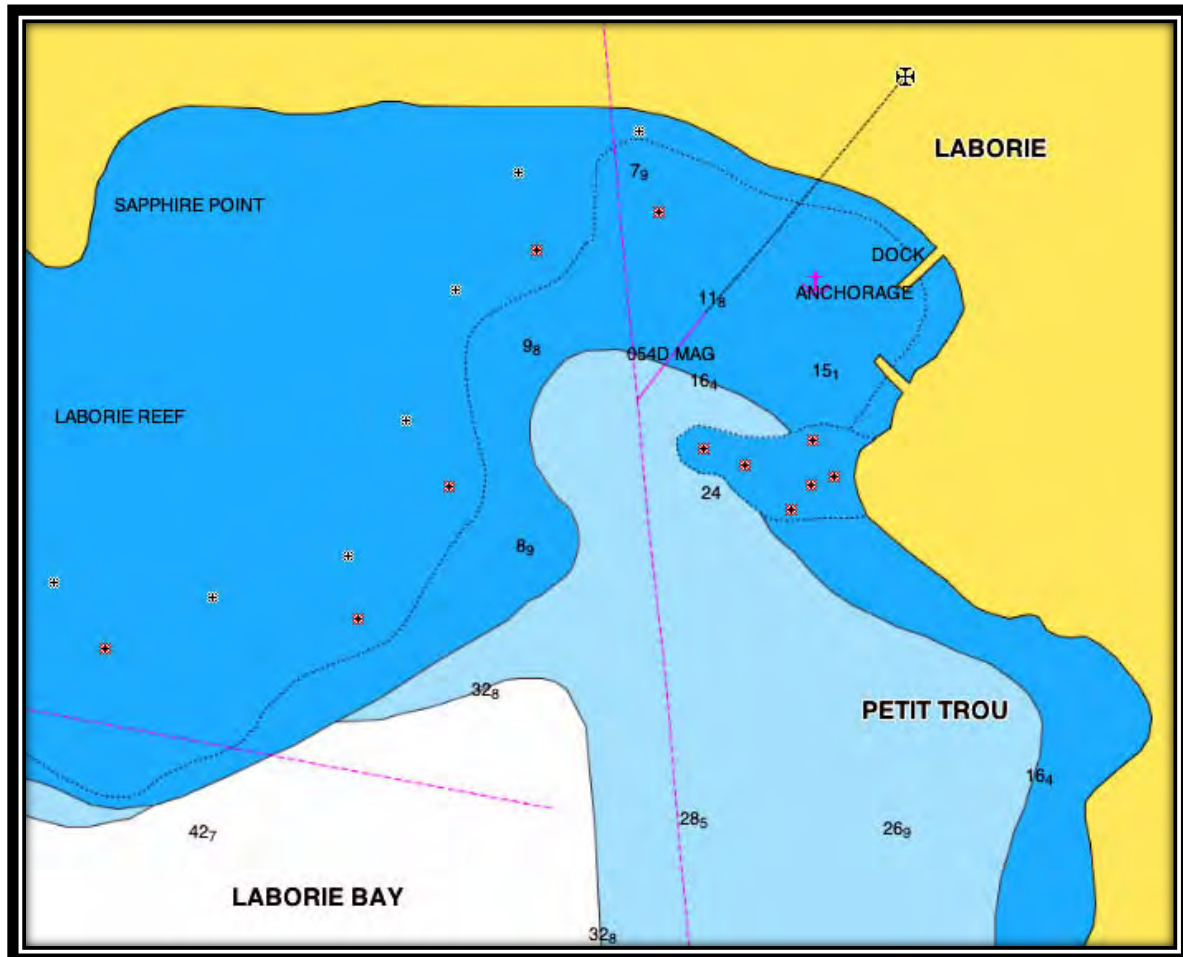 LABORIE
7₉
SAPPHIRE POINT
DOCK
ANCHORAGE
11₈
9₈
054D MAG
15₁
16₄
LABORIE REEF
24
8₉
32₈
PETIT TROU
16₄
28₅
26₉
42₇
LABORIE BAY
32₈